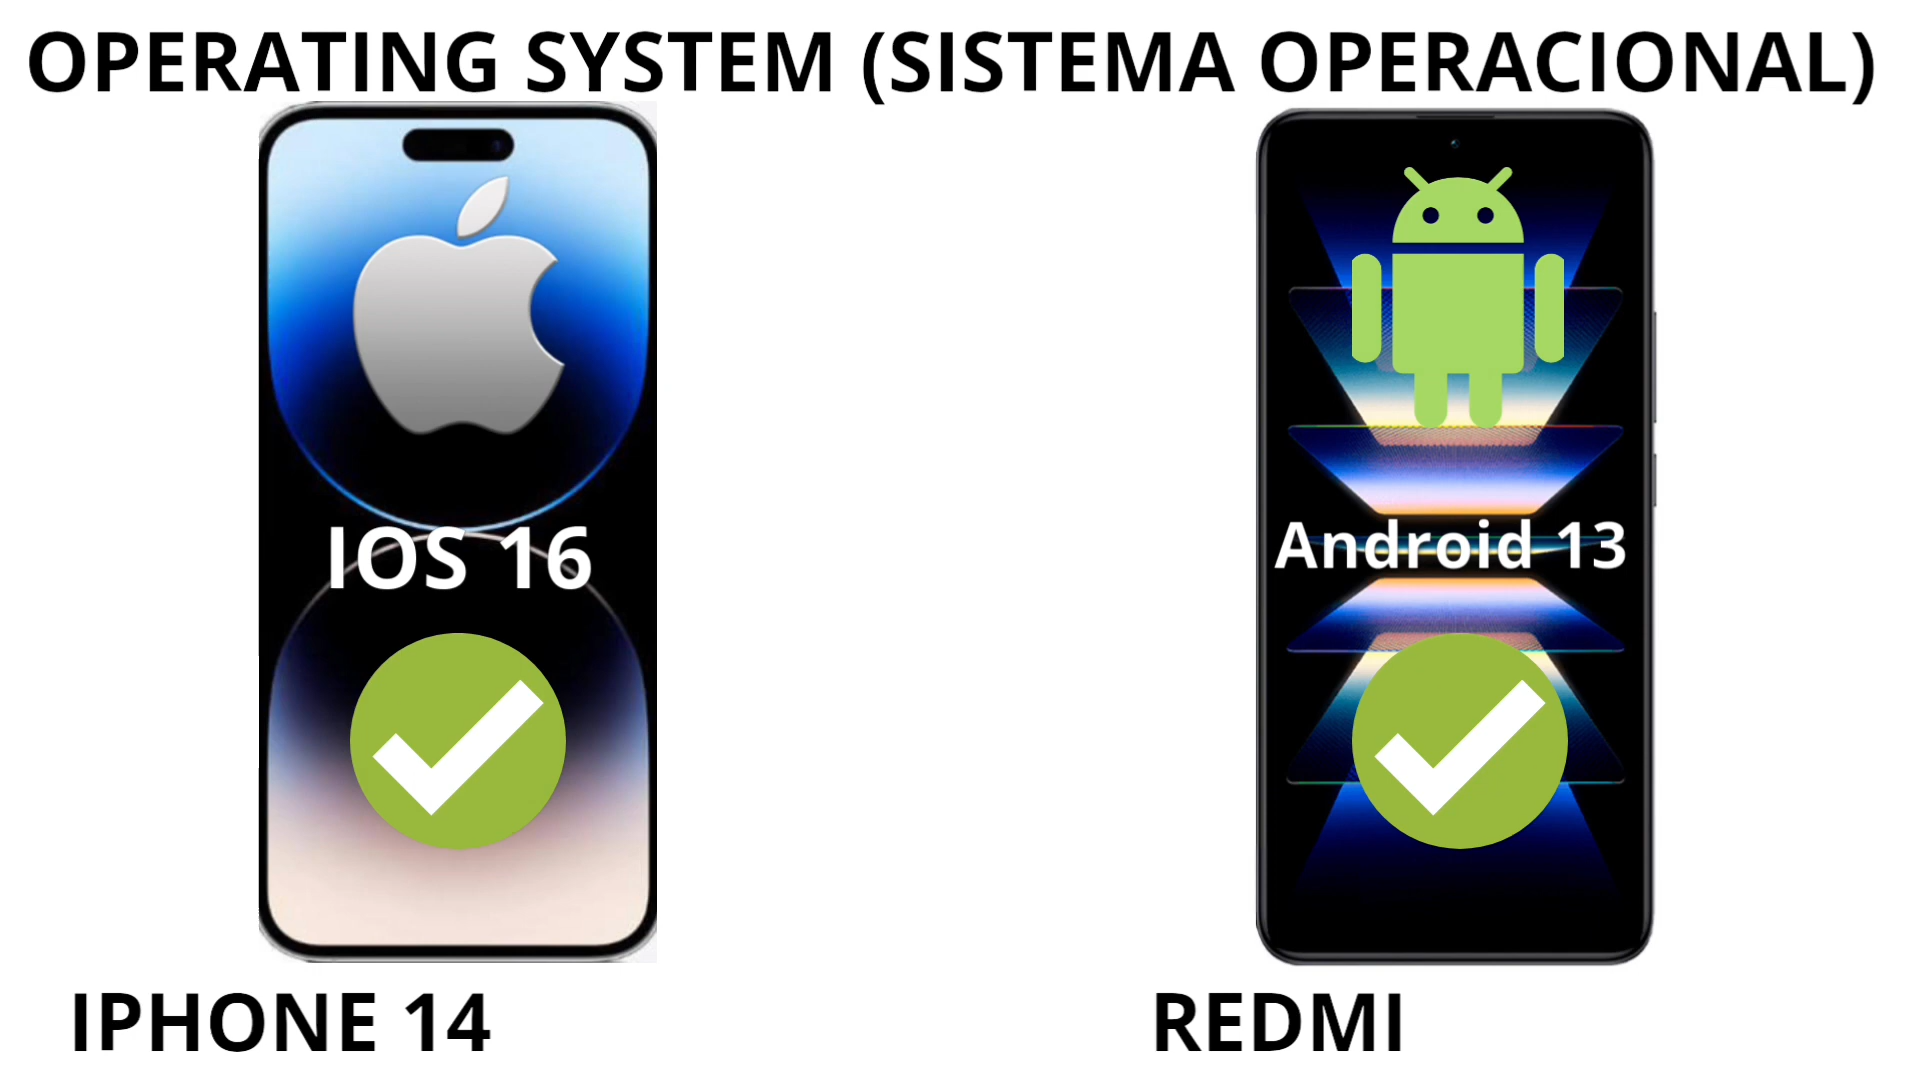 OPERATING SYSTEM (SISTEMA OPERACIONAL)
IOS 16
Android 13
IPHONE 14
REDMI